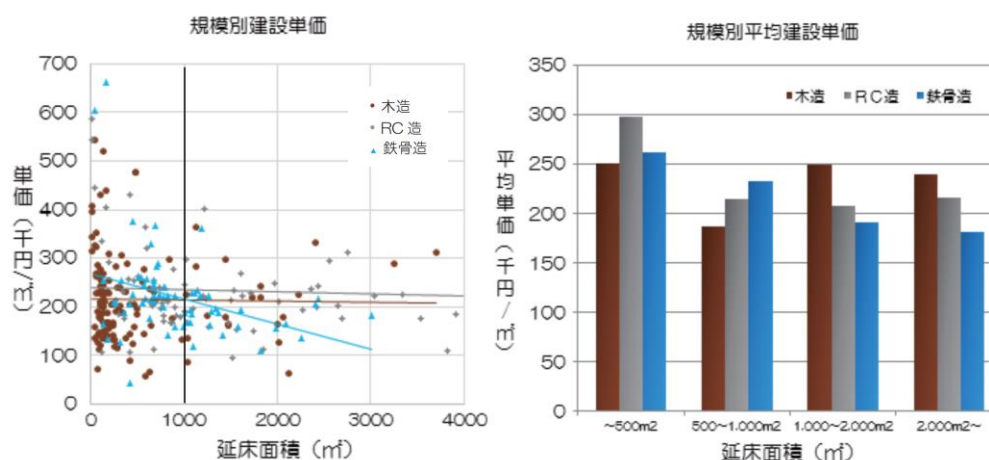 規模別建設単価
700
600
500
400
300
200
100
0
単価（千円/㎡）
木造
RC 造
鉄骨造
0 1000 2000 3000 4000
延床面積（㎡）
規模別平均建設単価
350
300
250
200
150
100
50
0
平均単価（千円／㎡）
木造 RC造 鉄骨造
～500m2 500～1.000m2 1.000～2.000m2 2.000m2～
延床面積（㎡）